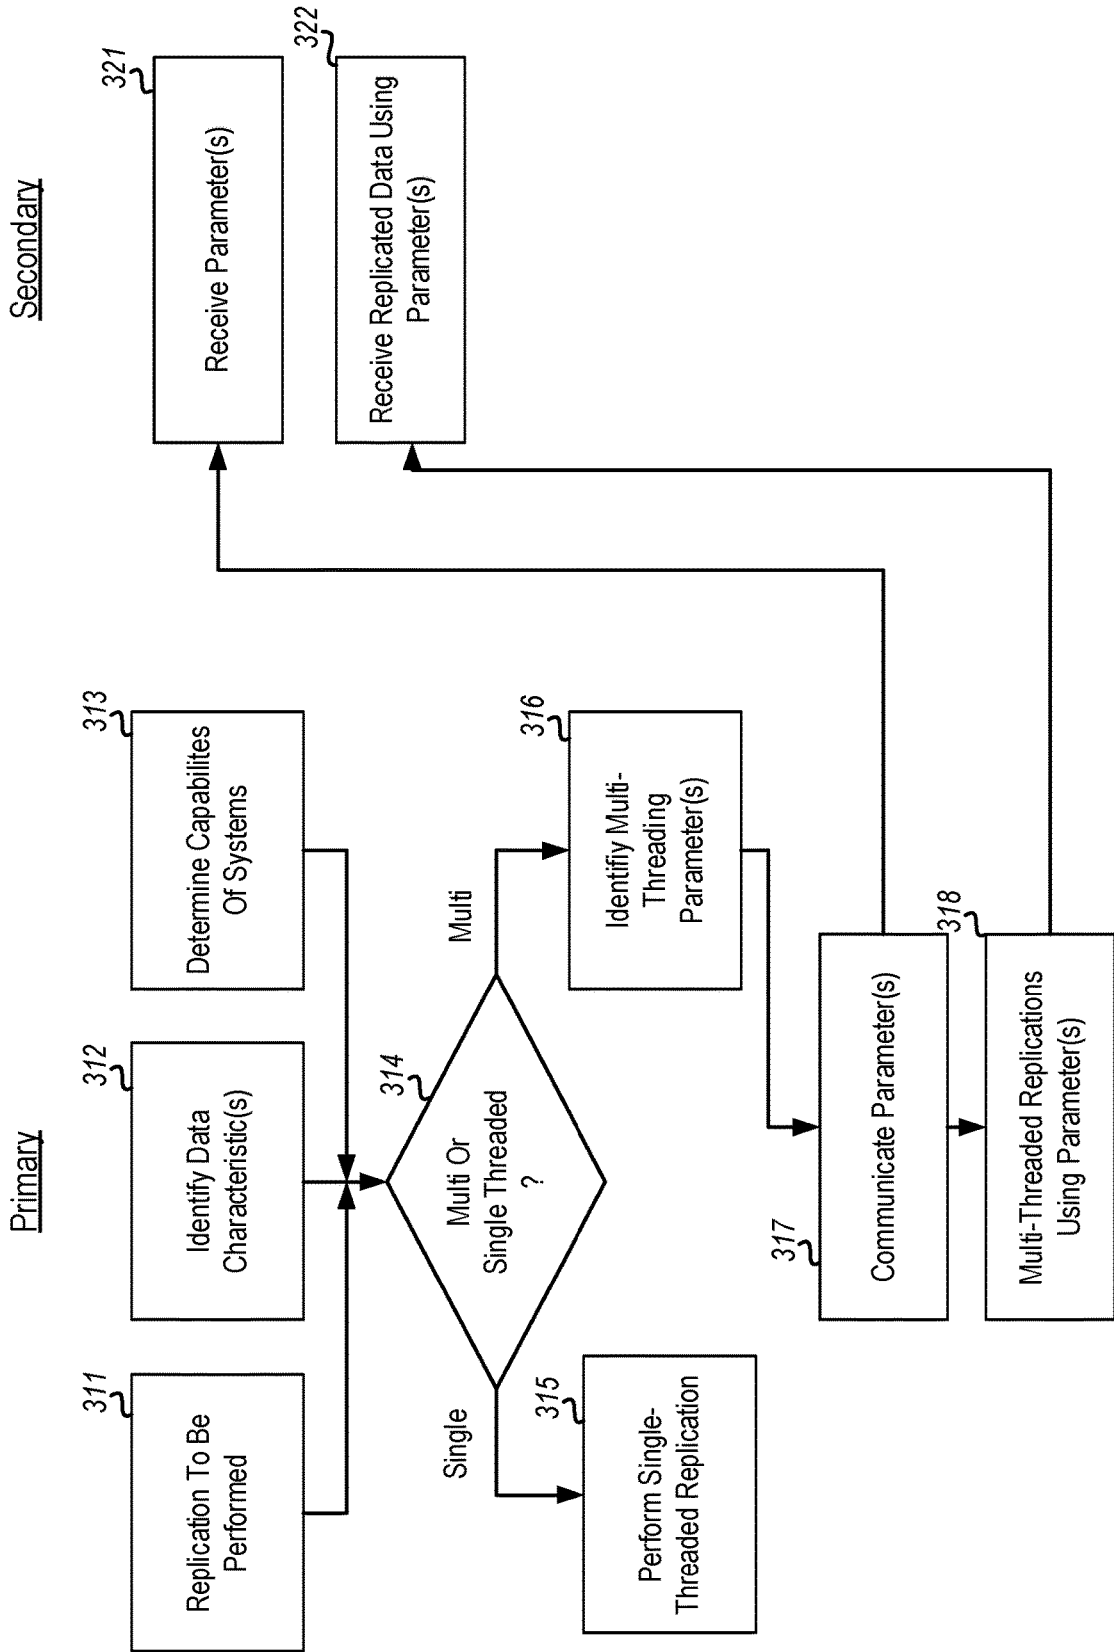 Primary
Secondary
311
Replication To Be
Performed
312
Identify Data
Characteristic(s)
313
Determine Capabilites
Of Systems
314
Multi Or
Single Threaded
?
Single
Multi
315
Perform Single-
Threaded Replication
316
Identifiy Multi-
Threading
Parameter(s)
317
Communicate Parameter(s)
318
Multi-Threaded Replications
Using Parameter(s)
321
Receive Parameter(s)
322
Receive Replicated Data Using
Parameter(s)